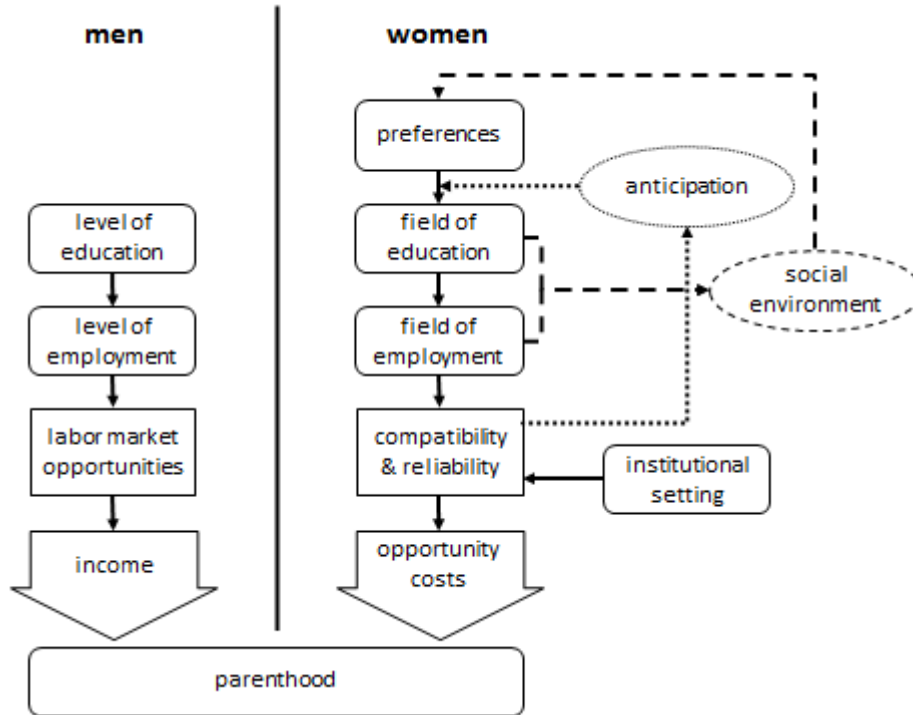 men
women
preferences
anticipation
level of
education
field of
education
social
environment
level of
employment
field of
employment
labor market
opportunities
compatibility
& reliability
institutional
setting
income
opportunity
costs
parenthood